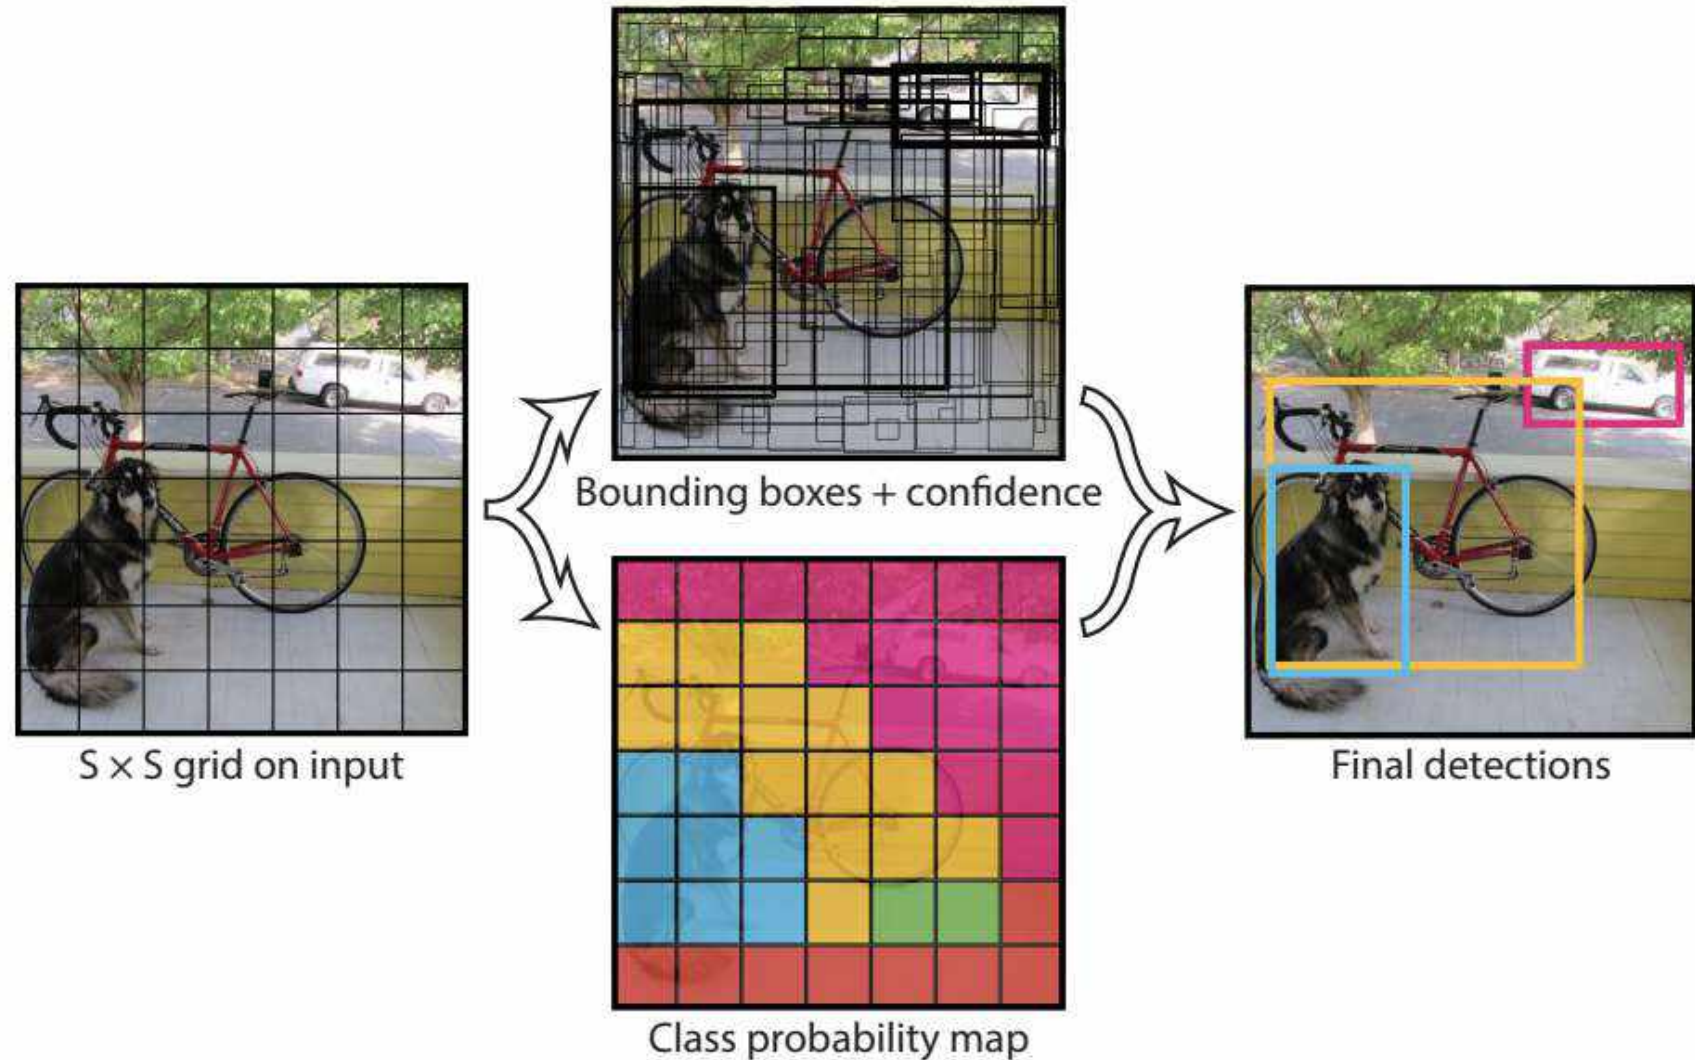 Bounding boxes + confidence
S × S grid on input
Final detections
Class probability map